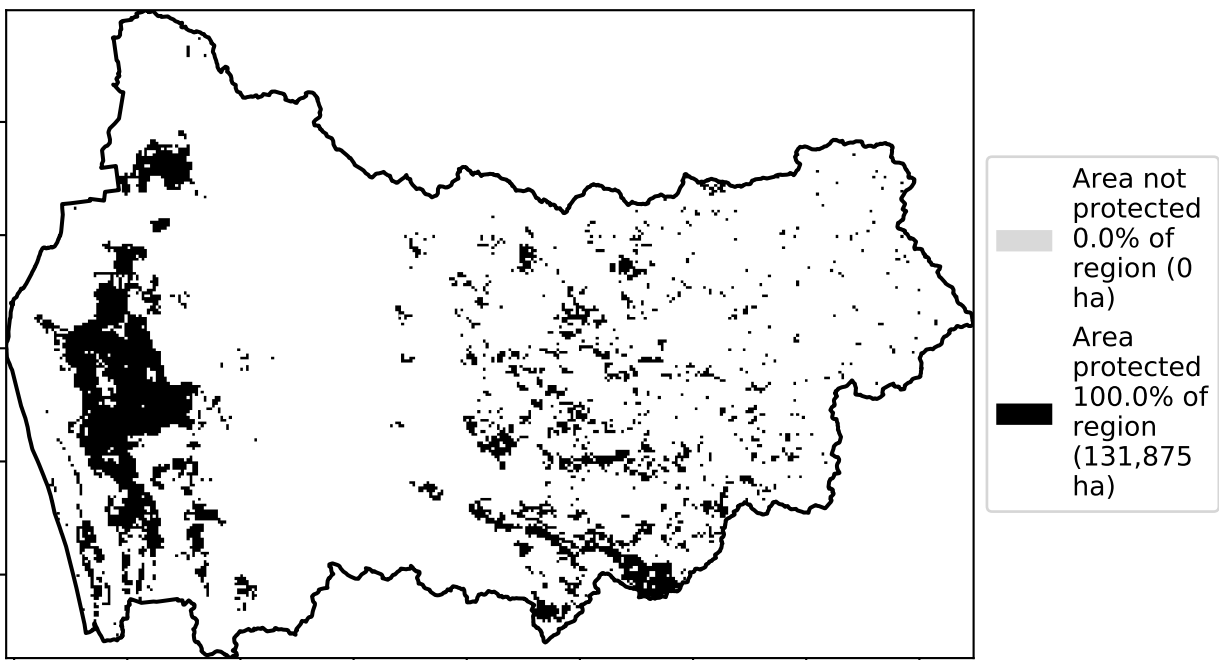 Area not
protected
0.0% of
region (0
ha)
Area
protected
100.0% of
region
(131,875
ha)